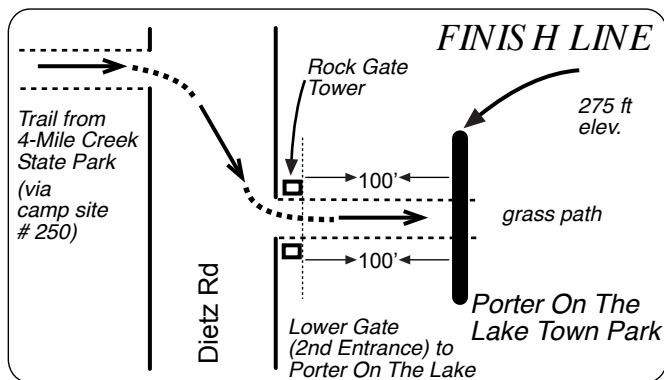 FINISH LINE
Rock Gate
Tower
275 ft
elev.
Trail from
4-Mile Creek
State Park
(via
camp site
# 250)
100'
grass path
100'
Dietz Rd
Lower Gate
(2nd Entrance) to
Porter On The Lake
Porter On The
Lake Town Park